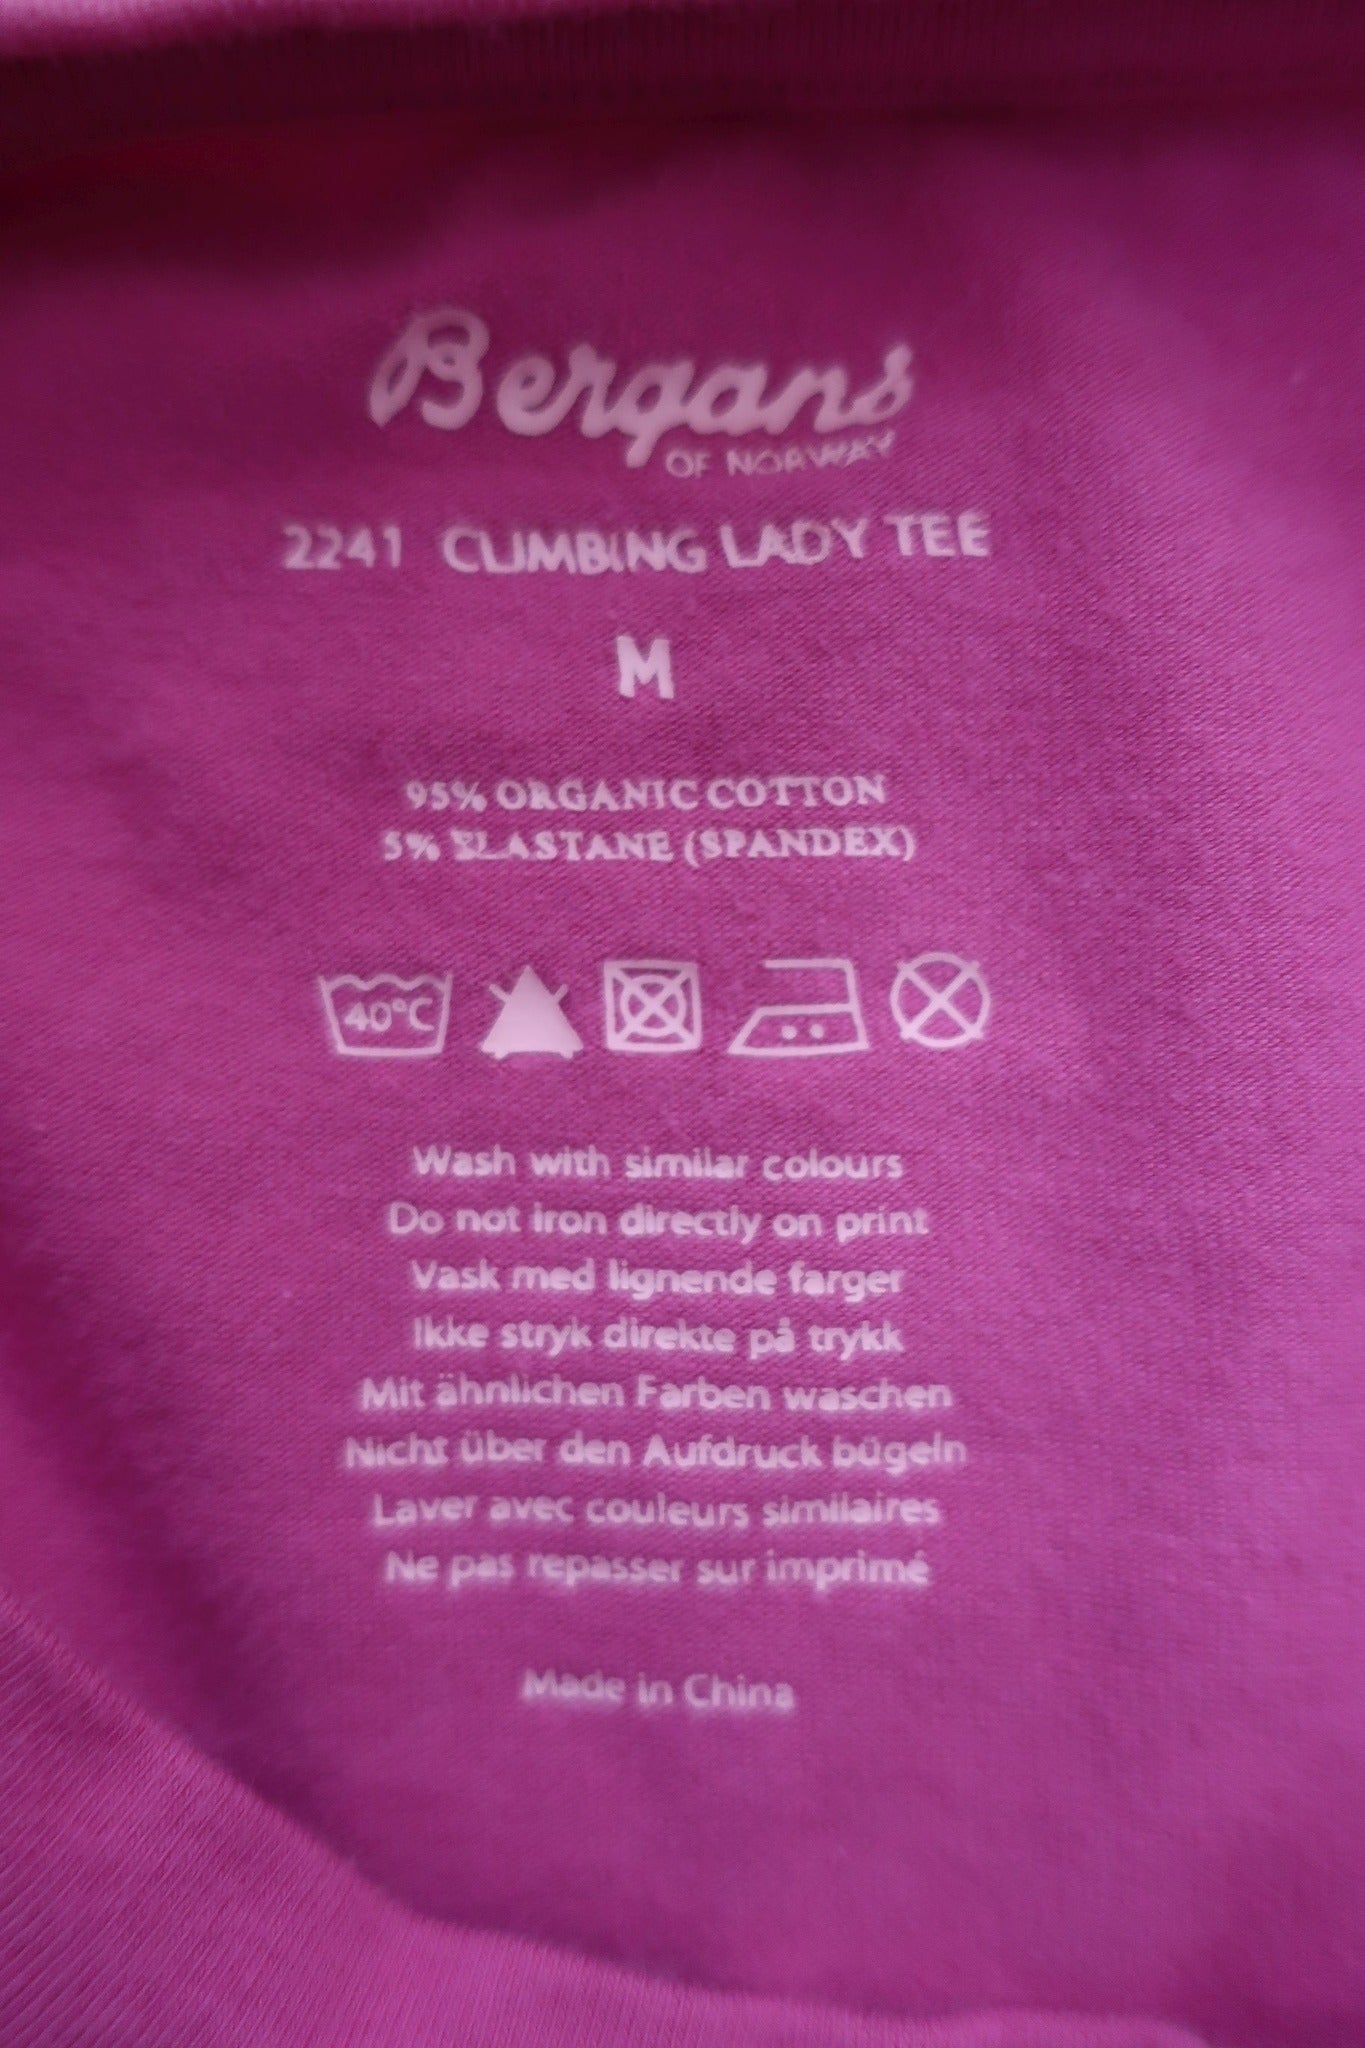 Bergans
OF NORWAY
2241 CLIMBING LADY TEE
M
95% ORGANIC COTTON
5% ELASTANE (SPANDEX)
40°C
Wash with similar colours
Do not iron directly on print
Vask med lignende farger
Ikke stryk direkte på trykk
Mit ähnlichen Farben waschen
Nicht über den Aufdruck bügeln
Laver avec couleurs similaires
Ne pas repasser sur imprimé
Made in China